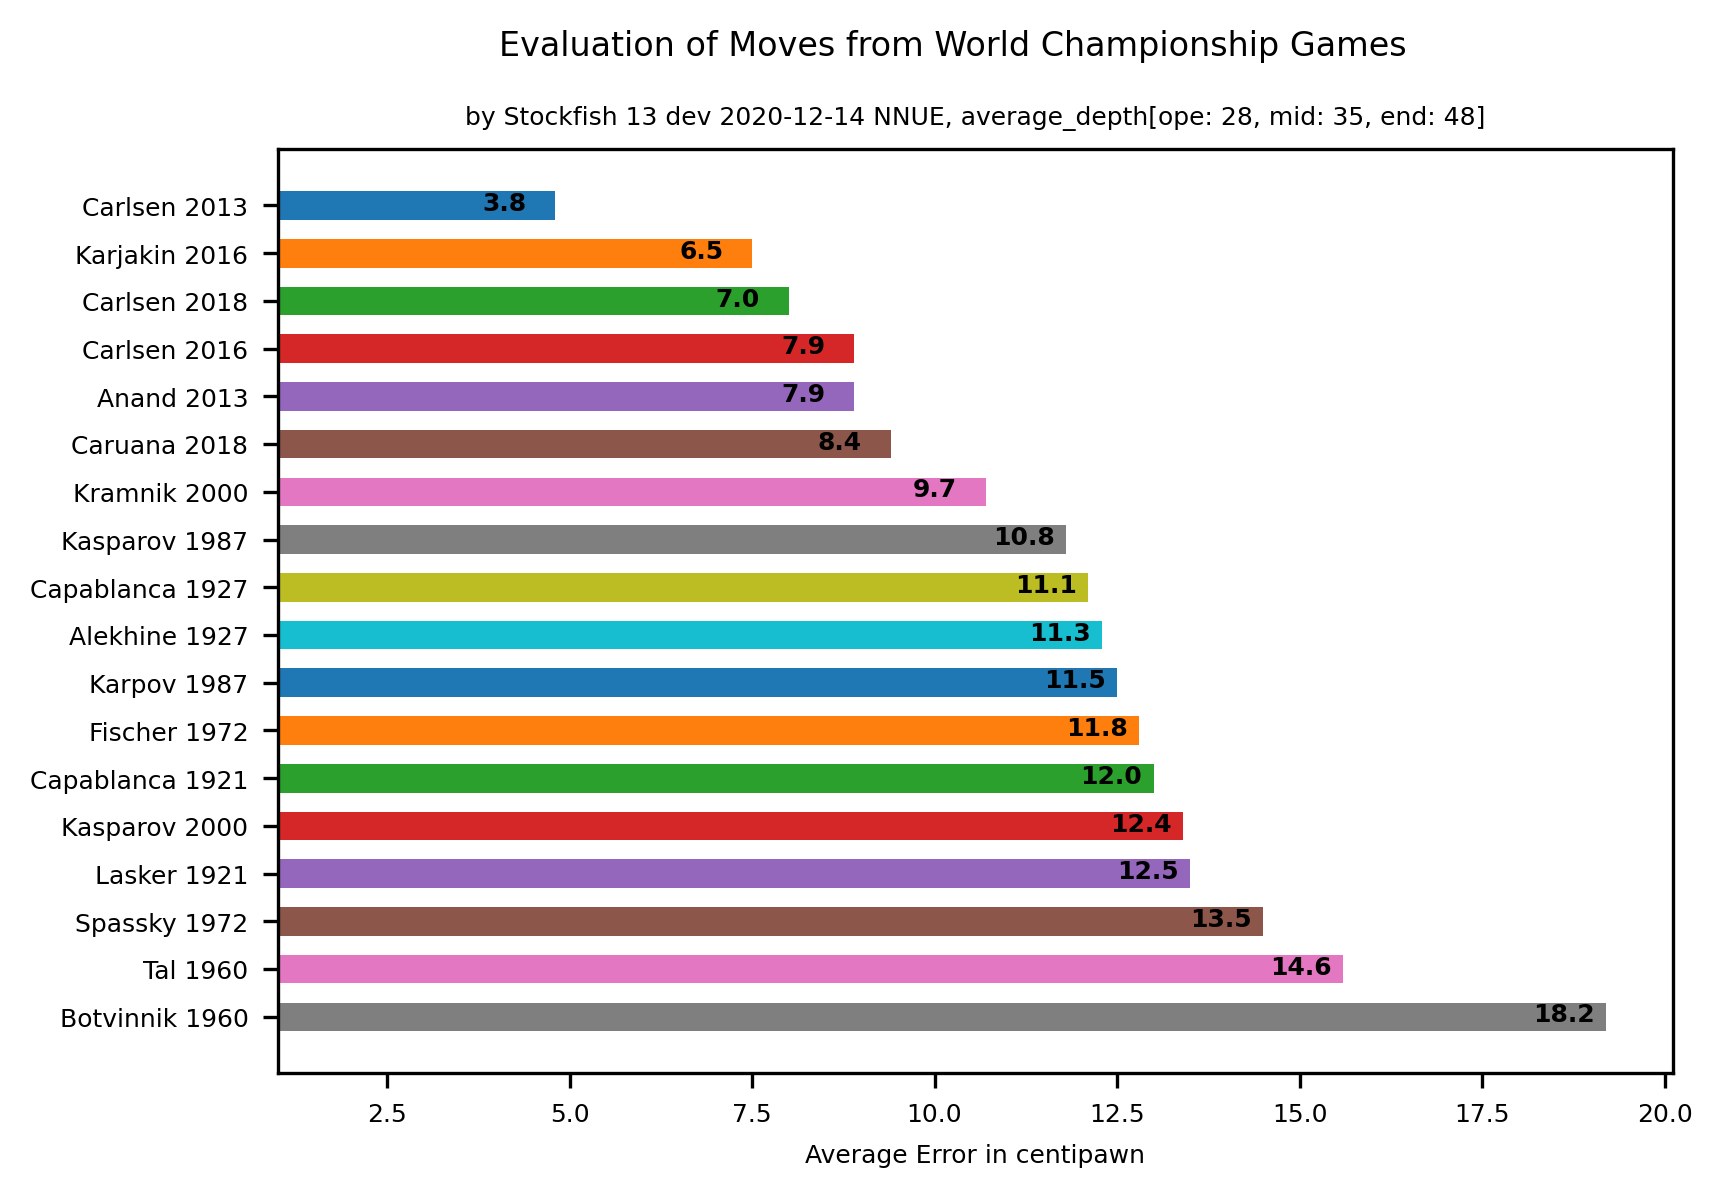 Evaluation of Moves from World Championship Games
by Stockfish 13 dev 2020-12-14 NNUE, average_depth[ope: 28, mid: 35, end: 48]
Carlsen 2013 3.8
Karjakin 2016 6.5
Carlsen 2018 7.0
Carlsen 2016 7.9
Anand 2013 7.9
Caruana 2018 8.4
Kramnik 2000 9.7
Kasparov 1987 10.8
Capablanca 1927 11.1
Alekhine 1927 11.3
Karpov 1987 11.5
Fischer 1972 11.8
Capablanca 1921 12.0
Kasparov 2000 12.4
Lasker 1921 12.5
Spassky 1972 13.5
Tal 1960 14.6
Botvinnik 1960 18.2
2.5 5.0 7.5 10.0 12.5 15.0 17.5 20.0
Average Error in centipawn